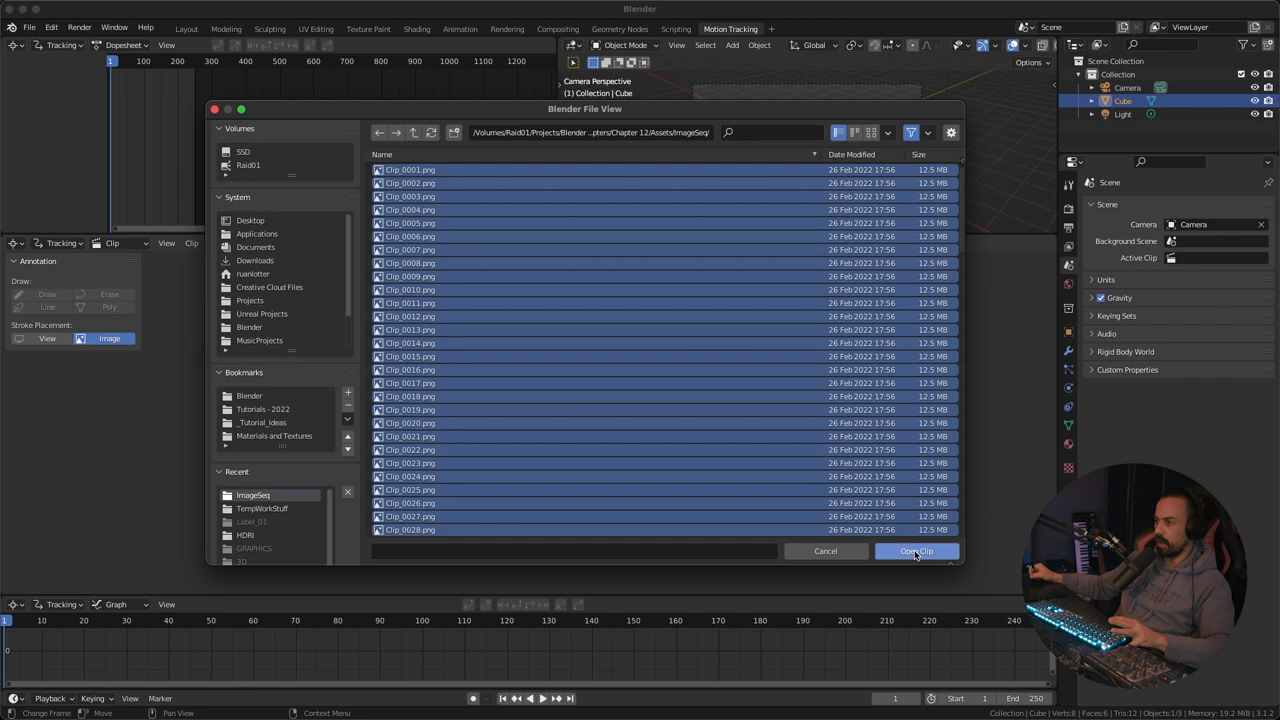 Blender
File Edit Render Window Help Layout Modeling Sculpting UV Editing Texture Paint Shading Animation Rendering Compositing Geometry Nodes Scripting Motion Tracking Scene ViewLayer
Tracking Dopesheet View Object Mode View Select Add Object Global
1 100 200 300 400 500 600 700 800 900 1000 1100 1200 Options
Camera Perspective
(1) Collection | Cube
Scene Collection
Collection
Camera
Cube
Light
Blender File View
Volumes
SSD
Raid01
System
Desktop
Applications
Documents
Downloads
ruanlotter
Creative Cloud Files
Projects
Unreal Projects
Blender
MusicProjects
Bookmarks
Blender
Tutorials - 2022
_Tutorial_Ideas
Materials and Textures
Recent
ImageSeq
TempWorkStuff
Label_01
HDRI
GRAPHICS
3D
/Volumes/Raid01/Projects/Blender ..pters/Chapter 12/Assets/ImageSeq/
Name Date Modified Size
Clip_0001.png 26 Feb 2022 17:56 12.5 MB
Clip_0002.png 26 Feb 2022 17:56 12.5 MB
Clip_0003.png 26 Feb 2022 17:56 12.5 MB
Clip_0004.png 26 Feb 2022 17:56 12.5 MB
Clip_0005.png 26 Feb 2022 17:56 12.5 MB
Clip_0006.png 26 Feb 2022 17:56 12.5 MB
Clip_0007.png 26 Feb 2022 17:56 12.5 MB
Clip_0008.png 26 Feb 2022 17:56 12.5 MB
Clip_0009.png 26 Feb 2022 17:56 12.5 MB
Clip_0010.png 26 Feb 2022 17:56 12.5 MB
Clip_0011.png 26 Feb 2022 17:56 12.5 MB
Clip_0012.png 26 Feb 2022 17:56 12.5 MB
Clip_0013.png 26 Feb 2022 17:56 12.5 MB
Clip_0014.png 26 Feb 2022 17:56 12.5 MB
Clip_0015.png 26 Feb 2022 17:56 12.5 MB
Clip_0016.png 26 Feb 2022 17:56 12.5 MB
Clip_0017.png 26 Feb 2022 17:56 12.5 MB
Clip_0018.png 26 Feb 2022 17:56 12.5 MB
Clip_0019.png 26 Feb 2022 17:56 12.5 MB
Clip_0020.png 26 Feb 2022 17:56 12.5 MB
Clip_0021.png 26 Feb 2022 17:56 12.5 MB
Clip_0022.png 26 Feb 2022 17:56 12.5 MB
Clip_0023.png 26 Feb 2022 17:56 12.5 MB
Clip_0024.png 26 Feb 2022 17:56 12.5 MB
Clip_0025.png 26 Feb 2022 17:56 12.5 MB
Clip_0026.png 26 Feb 2022 17:56 12.5 MB
Clip_0027.png 26 Feb 2022 17:56 12.5 MB
Clip_0028.png 26 Feb 2022 17:56 12.5 MB
Cancel Open Clip
Tracking Clip View Clip
Annotation
Draw:
Draw Erase
Line Poly
Stroke Placement:
View Image
Scene
Scene
Camera Camera
Background Scene
Active Clip
Units
Gravity
Keying Sets
Audio
Rigid Body World
Custom Properties
Tracking Graph View
1 10 20 30 40 50 60 70 80 90 100 110 120 130 140 150 160 170 180 190 200 210 220 230 240
0
Playback Keying View Marker 1 Start 1 End 250
Change Frame Pan View Context Menu Collection | Cube | Verts:8 | Faces:6 | Tris:12 | Objects:1/3 | Memory: 19.2 MiB | 3.1.2